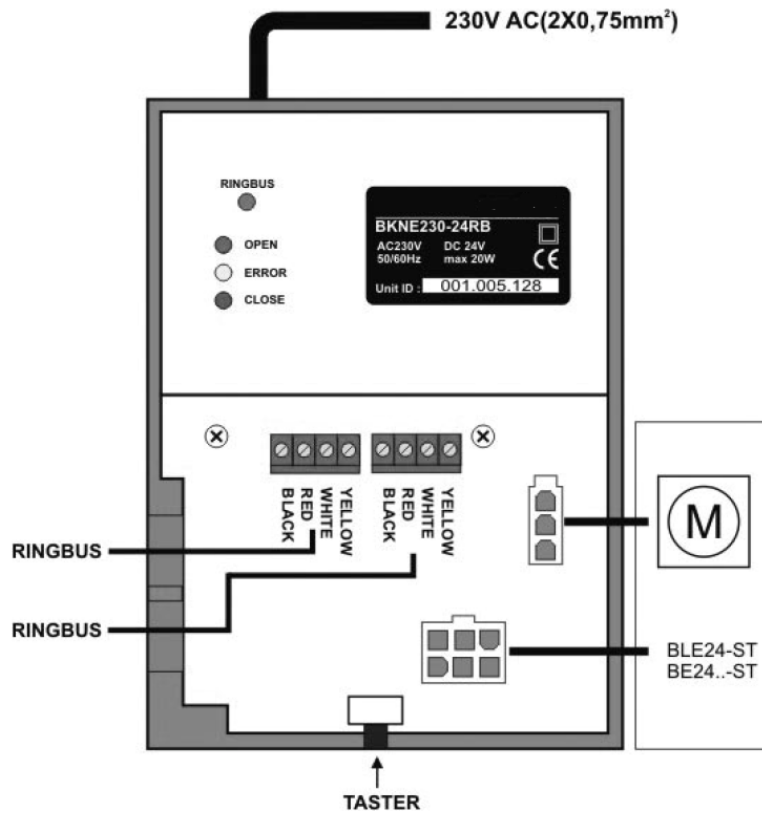 230V AC(2X0,75mm²)
RINGBUS
OPEN
ERROR
CLOSE
BKNE230-24RB
AC230V DC 24V
50/60Hz max 20W
CE
Unit ID : 001.005.128
BLACK
RED
WHITE
YELLOW
BLACK
RED
WHITE
YELLOW
RINGBUS
RINGBUS
M
BLE24-ST
BE24..-ST
TASTER